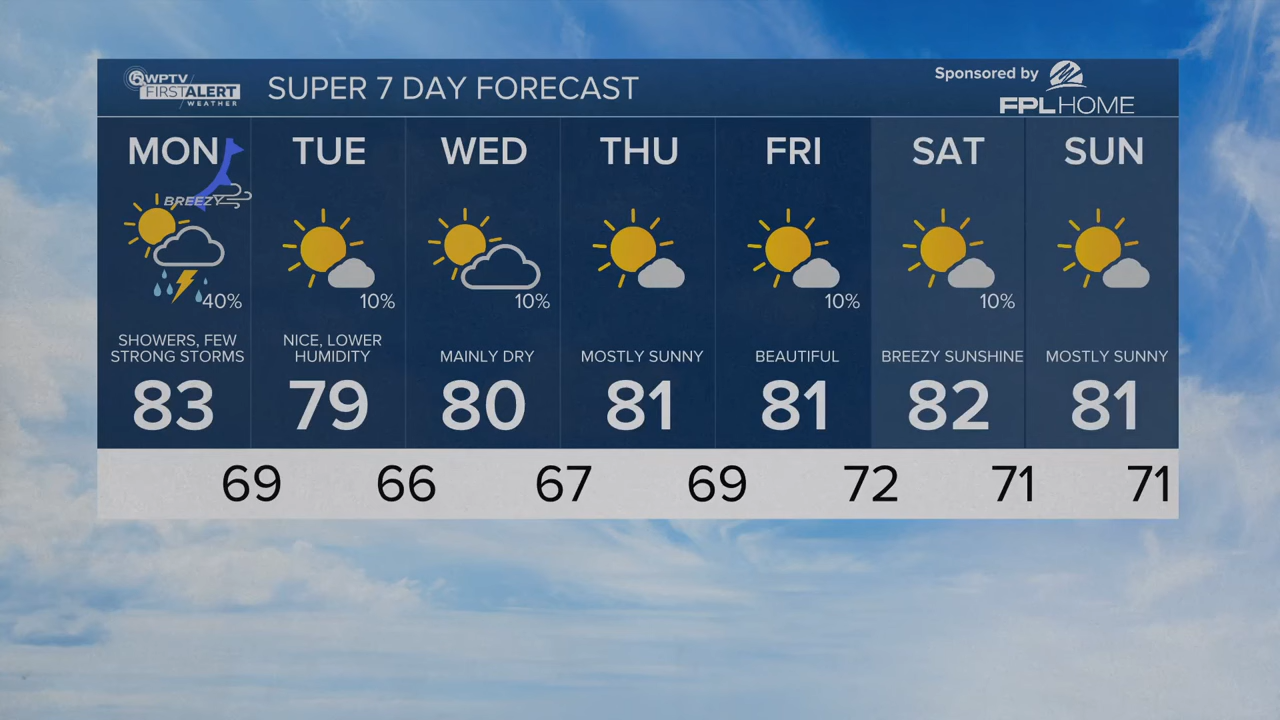 5 WPTV
FIRST ALERT
WEATHER
SUPER 7 DAY FORECAST
Sponsored by
FPL HOME
MON TUE WED THU FRI SAT SUN
BREEZY
40% 10% 10% 10% 10%
SHOWERS, FEW
STRONG STORMS
NICE, LOWER
HUMIDITY
MAINLY DRY
MOSTLY SUNNY
BEAUTIFUL
BREEZY SUNSHINE
MOSTLY SUNNY
83 79 80 81 81 82 81
69 66 67 69 72 71 71